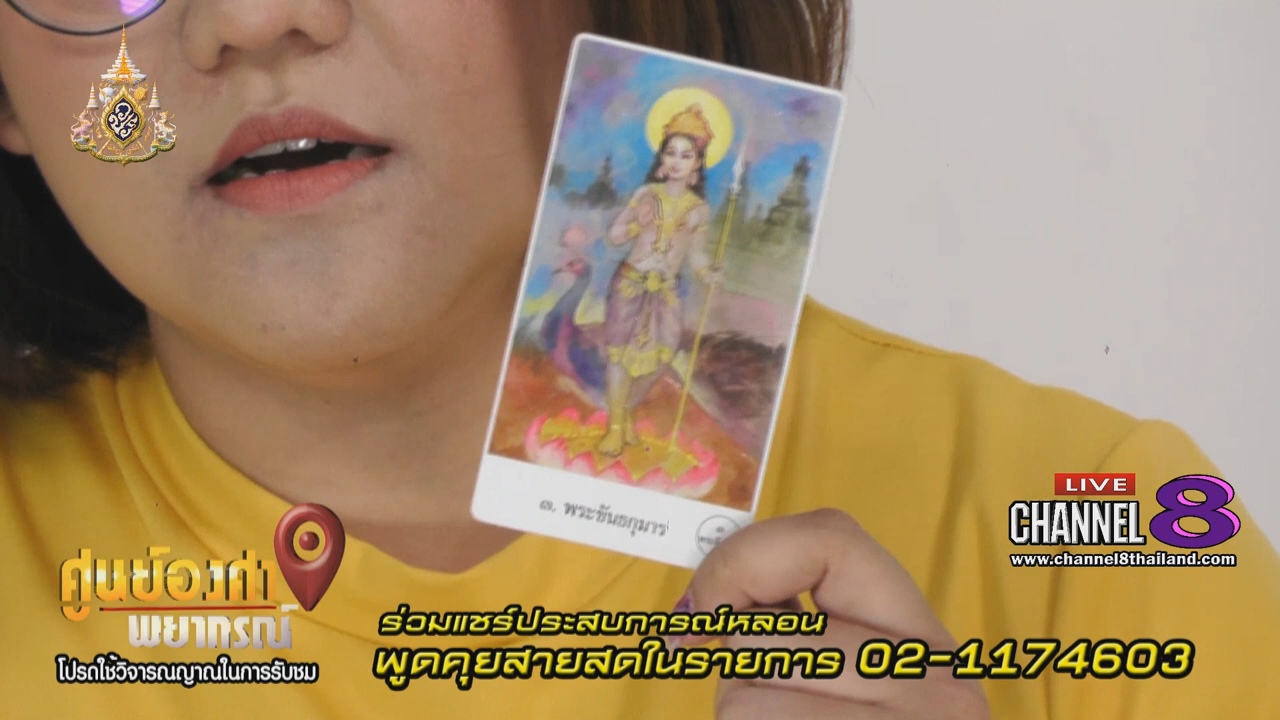 ๑. พระขันธกุมาร
LIVE
CHANNEL 8
www.channel8thailand.com
ศูนย์องศา
พยากรณ์
โปรดใช้วิจารณญาณในการรับชม
ร่วมแชร์ประสบการณ์หลอน
พูดคุยสายสดในรายการ 02-1174603